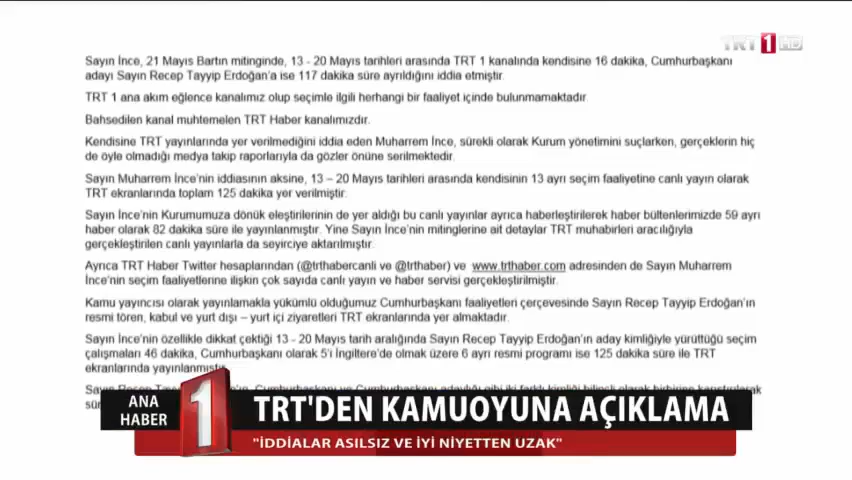 TRT 1 HD
Sayın İnce, 21 Mayıs Bartın mitinginde, 13 - 20 Mayıs tarihleri arasında TRT 1 kanalında kendisine 16 dakika, Cumhurbaşkanı
adayı Sayın Recep Tayyip Erdoğan'a ise 117 dakika süre ayrıldığını iddia etmiştir.
TRT 1 ana akım eğlence kanalımız olup seçimle ilgili herhangi bir faaliyet içinde bulunmamaktadır.
Bahsedilen kanal muhtemelen TRT Haber kanalımızdır.
Kendisine TRT yayınlarında yer verilmediğini iddia eden Muharrem İnce, sürekli olarak Kurum yönetimini suçlarken, gerçeklerin hiç
de öyle olmadığı medya takip raporlarıyla da gözler önüne serilmektedir.
Sayın Muharrem İnce'nin iddiasının aksine, 13 – 20 Mayıs tarihleri arasında kendisinin 13 ayrı seçim faaliyetine canlı yayın olarak
TRT ekranlarında toplam 125 dakika yer verilmiştir.
Sayın İnce'nin Kurumumuza dönük eleştirilerinin de yer aldığı bu canlı yayınlar ayrıca haberleştirilerek haber bültenlerimizde 59 ayrı
haber olarak 82 dakika süre ile yayınlanmıştır. Yine Sayın İnce'nin mitinglerine ait detaylar TRT muhabirleri aracılığıyla
gerçekleştirilen canlı yayınlarla da seyirciye aktarılmıştır.
Ayrıca TRT Haber Twitter hesaplarından (@trthabercanli ve @trthaber) ve www.trthaber.com adresinden de Sayın Muharrem
İnce'nin seçim faaliyetlerine ilişkin çok sayıda canlı yayın ve haber servisi gerçekleştirilmiştir.
Kamu yayıncısı olarak yayınlamakla yükümlü olduğumuz Cumhurbaşkanı faaliyetleri çerçevesinde Sayın Recep Tayyip Erdoğan'ın
resmi tören, kabul ve yurt dışı – yurt içi ziyaretleri TRT ekranlarında yer almaktadır.
Sayın İnce'nin özellikle dikkat çektiği 13 - 20 Mayıs tarih aralığında Sayın Recep Tayyip Erdoğan'ın aday kimliğiyle yürüttüğü seçim
çalışmaları 46 dakika, Cumhurbaşkanı olarak 5'i İngiltere'de olmak üzere 6 ayrı resmi programı ise 125 dakika süre ile TRT
ekranlarında yayınlanmıştır.
Sayın Recep
ANA
HABER
1
TRT'DEN KAMUOYUNA AÇIKLAMA
"İDDİALAR ASILSIZ VE İYİ NİYETTEN UZAK"